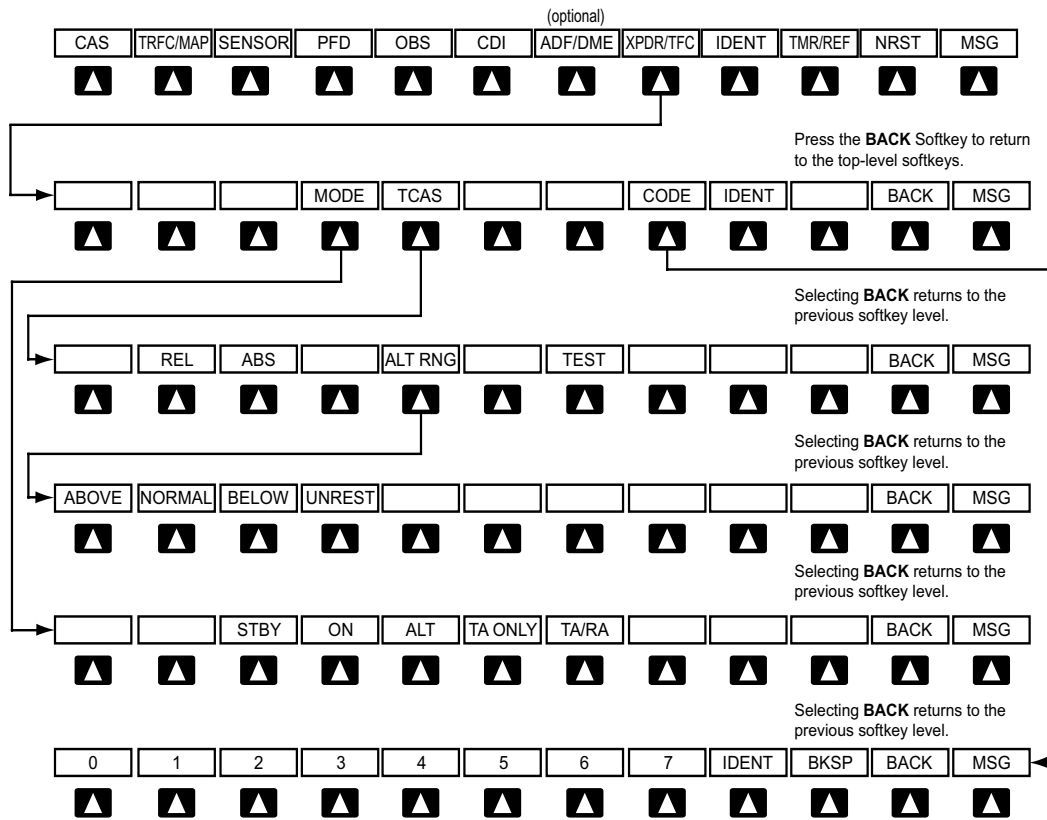 (optional)
CAS TRFC/MAP SENSOR PFD OBS CDI ADF/DME XPDR/TFC IDENT TMR/REF NRST MSG
Press the BACK Softkey to return
to the top-level softkeys.
MODE TCAS CODE IDENT BACK MSG
Selecting BACK returns to the
previous softkey level.
REL ABS ALT RNG TEST BACK MSG
Selecting BACK returns to the
previous softkey level.
ABOVE NORMAL BELOW UNREST BACK MSG
Selecting BACK returns to the
previous softkey level.
STBY ON ALT TA ONLY TA/RA BACK MSG
Selecting BACK returns to the
previous softkey level.
0 1 2 3 4 5 6 7 IDENT BKSP BACK MSG